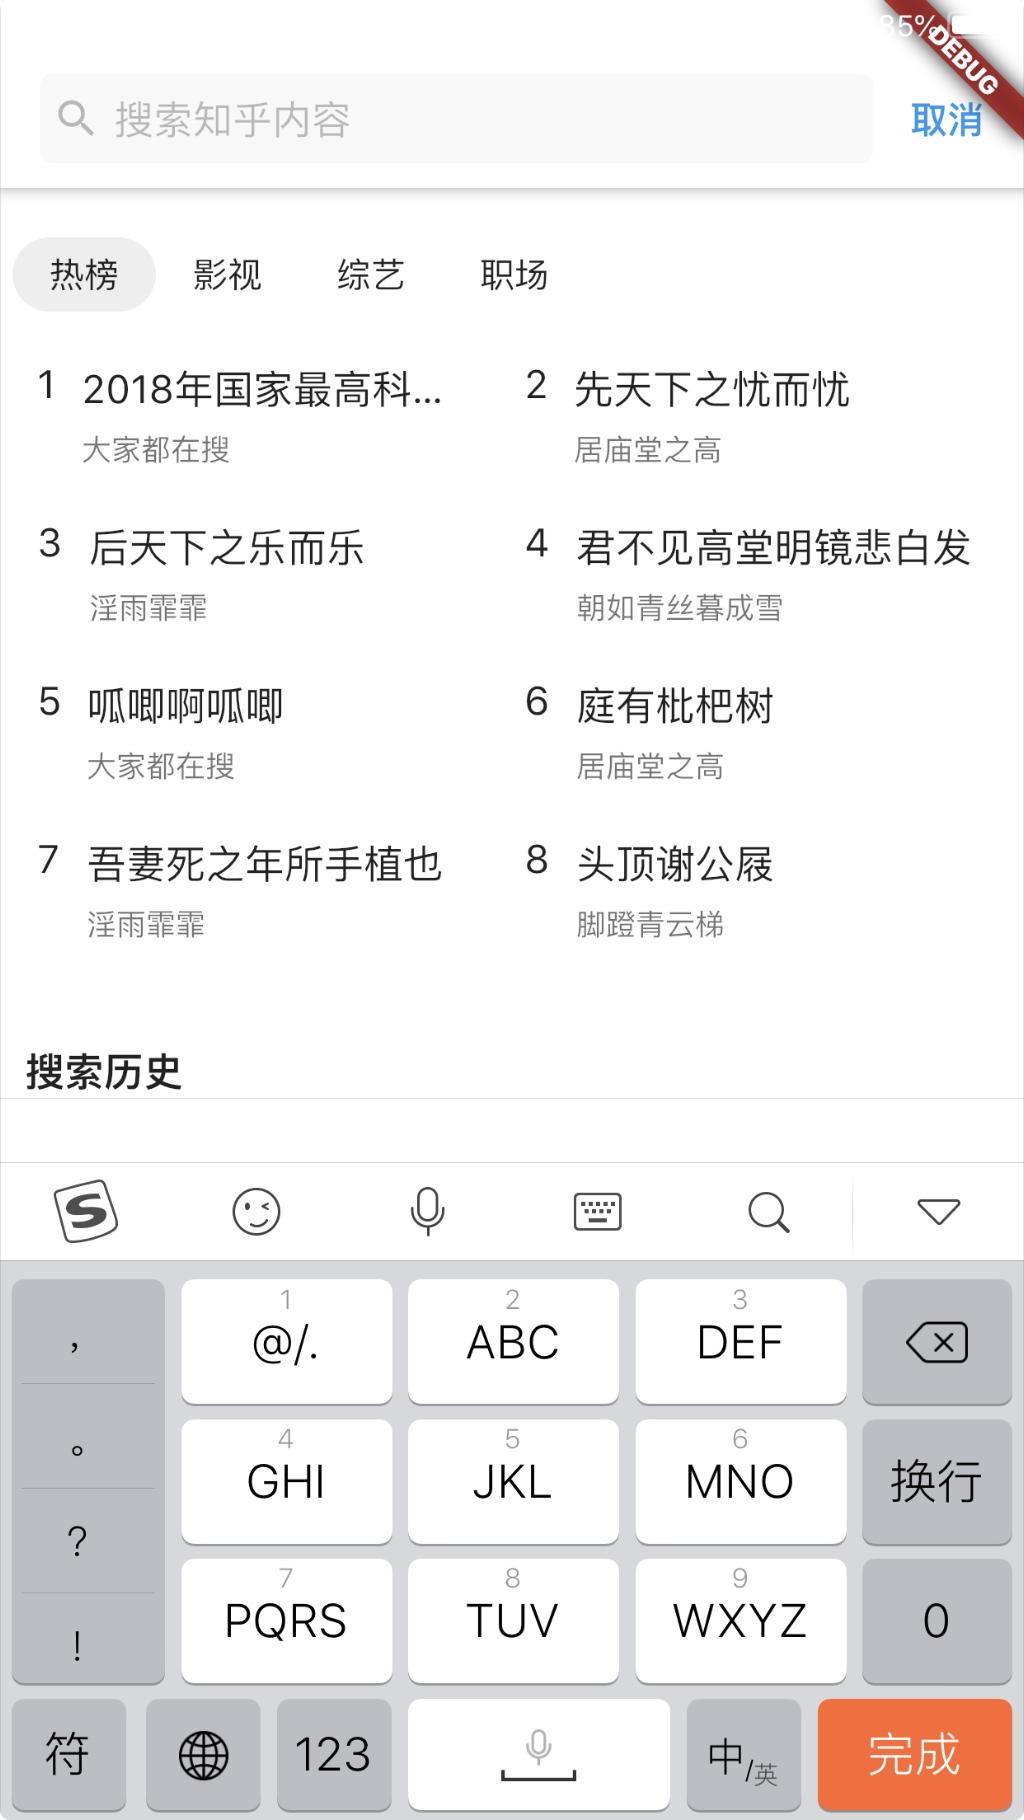 85%
DEBUG
搜索知乎内容
取消
热榜 影视 综艺 职场
1 2018年国家最高科...
大家都在搜
2 先天下之忧而忧
居庙堂之高
3 后天下之乐而乐
淫雨霏霏
4 君不见高堂明镜悲白发
朝如青丝暮成雪
5 呱唧啊呱唧
大家都在搜
6 庭有枇杷树
居庙堂之高
7 吾妻死之年所手植也
淫雨霏霏
8 头顶谢公屐
脚蹬青云梯
搜索历史
S
,
。
?
!
1
@/.
2
ABC
3
DEF
4
GHI
5
JKL
6
MNO
换行
7
PQRS
8
TUV
9
WXYZ
0
符
123
中/英
完成